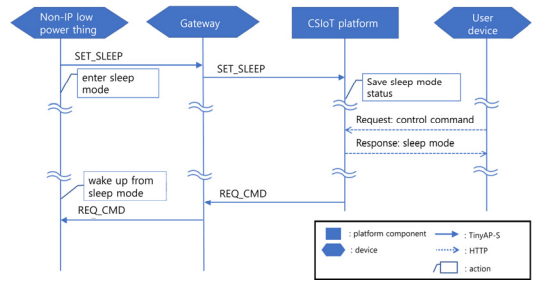 Non-IP low
power thing
Gateway
CSIoT platform
User
device
SET_SLEEP
SET_SLEEP
enter sleep
mode
Save sleep mode
status
Request: control command
Response: sleep mode
wake up from
sleep mode
REQ_CMD
REQ_CMD
: platform component
: TinyAP-S
: device
: HTTP
: action